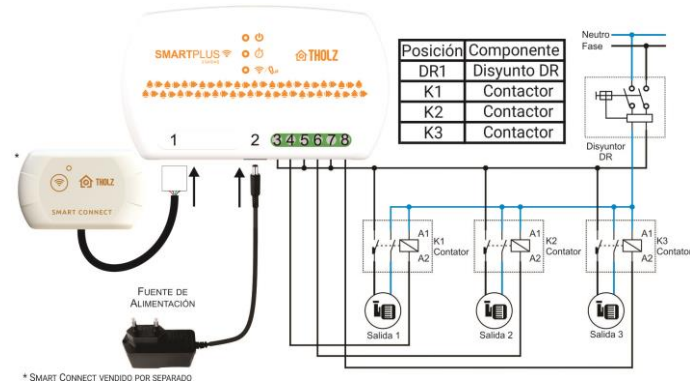 SMARTPLUS
THOLZ
1
2
3 4 5 6 7 8
*
THOLZ
SMART CONNECT
FUENTE DE
ALIMENTACIÓN
* SMART CONNECT VENDIDO POR SEPARADO
Posición Componente
DR1 Disyunto DR
K1 Contactor
K2 Contactor
K3 Contactor
Neutro
Fase
Disyuntor
DR
A1
A2
K1
Contator
A1
A2
K2
Contator
A1
A2
K3
Contator
Salida 1
Salida 2
Salida 3